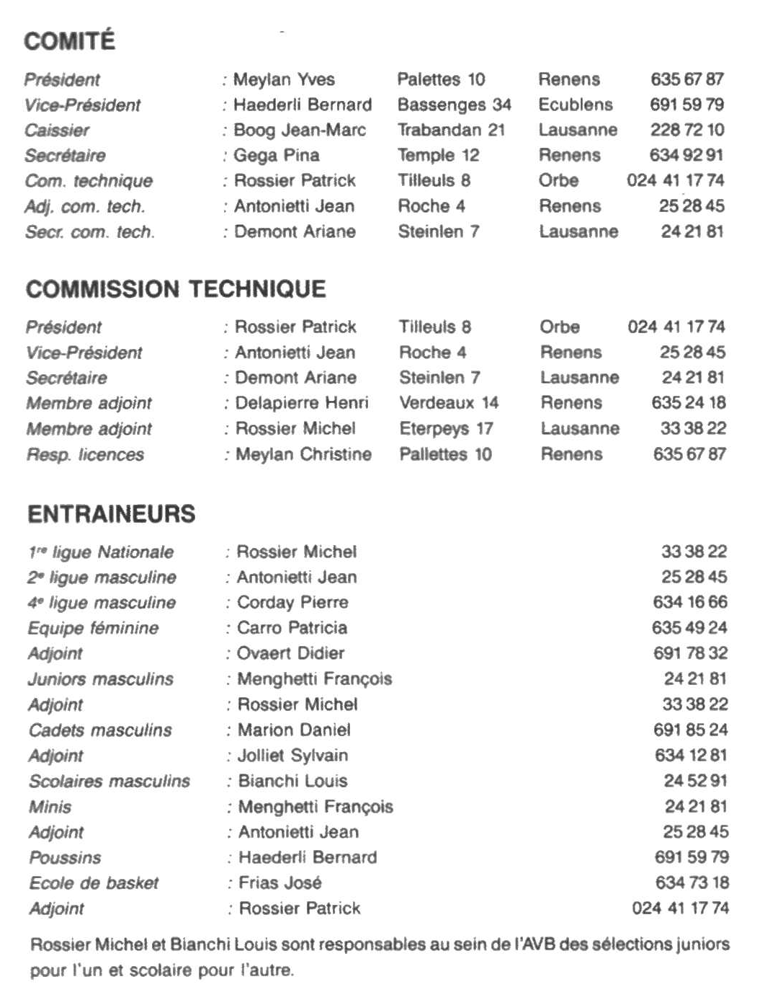 COMITÉ
Président : Meylan Yves Palettes 10 Renens 635 67 87
Vice-Président : Haederli Bernard Bassenges 34 Ecublens 691 59 79
Caissier : Boog Jean-Marc Trabandan 21 Lausanne 228 72 10
Secrétaire : Gega Pina Temple 12 Renens 634 92 91
Com. technique : Rossier Patrick Tilleuls 8 Orbe 024 41 17 74
Adj. com. tech. : Antonietti Jean Roche 4 Renens 25 28 45
Secr. com. tech. : Demont Ariane Steinlen 7 Lausanne 24 21 81
COMMISSION TECHNIQUE
Président : Rossier Patrick Tilleuls 8 Orbe 024 41 17 74
Vice-Président : Antonietti Jean Roche 4 Renens 25 28 45
Secrétaire : Demont Ariane Steinlen 7 Lausanne 24 21 81
Membre adjoint : Delapierre Henri Verdeaux 14 Renens 635 24 18
Membre adjoint : Rossier Michel Eterpeys 17 Lausanne 33 38 22
Resp. licences : Meylan Christine Pallettes 10 Renens 635 67 87
ENTRAINEURS
1re ligue Nationale : Rossier Michel 33 38 22
2e ligue masculine : Antonietti Jean 25 28 45
4e ligue masculine : Corday Pierre 634 16 66
Equipe féminine : Carro Patricia 635 49 24
Adjoint : Ovaert Didier 691 78 32
Juniors masculins : Menghetti François 24 21 81
Adjoint : Rossier Michel 33 38 22
Cadets masculins : Marion Daniel 691 85 24
Adjoint : Jolliet Sylvain 634 12 81
Scolaires masculins : Bianchi Louis 24 52 91
Minis : Menghetti François 24 21 81
Adjoint : Antonietti Jean 25 28 45
Poussins : Haederli Bernard 691 59 79
Ecole de basket : Frias José 634 73 18
Adjoint : Rossier Patrick 024 41 17 74
Rossier Michel et Bianchi Louis sont responsables au sein de l'AVB des sélections juniors
pour l'un et scolaire pour l'autre.